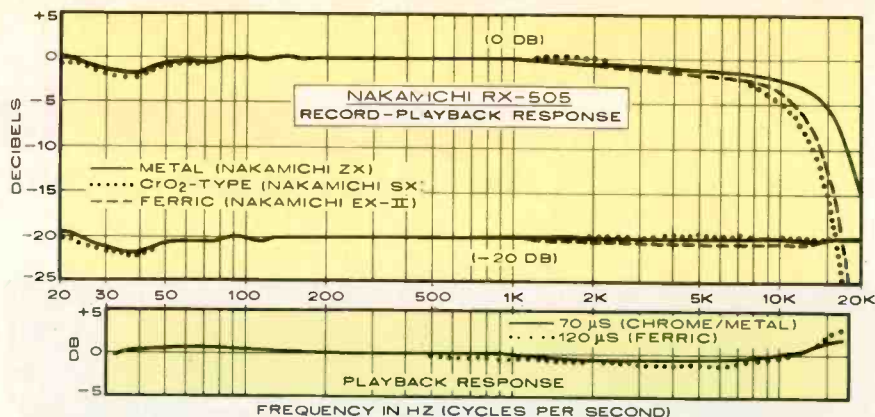 +5
(0 DB)
0
NAKAMICHI RX-505
RECORD-PLAYBACK RESPONSE
-5
DECIBELS
-10
METAL (NAKAMICHI ZX)
-15
CrO₂-TYPE (NAKAMICHI SX)
FERRIC (NAKAMICHI EX-II)
-20
(-20 DB)
-25
20 50 100 200 500 1K 2K 5K 10K 20K
+5
70 μS (CHROME/METAL)
120 μS (FERRIC)
DB
0
PLAYBACK RESPONSE
-5
FREQUENCY IN HZ (CYCLES PER SECOND)